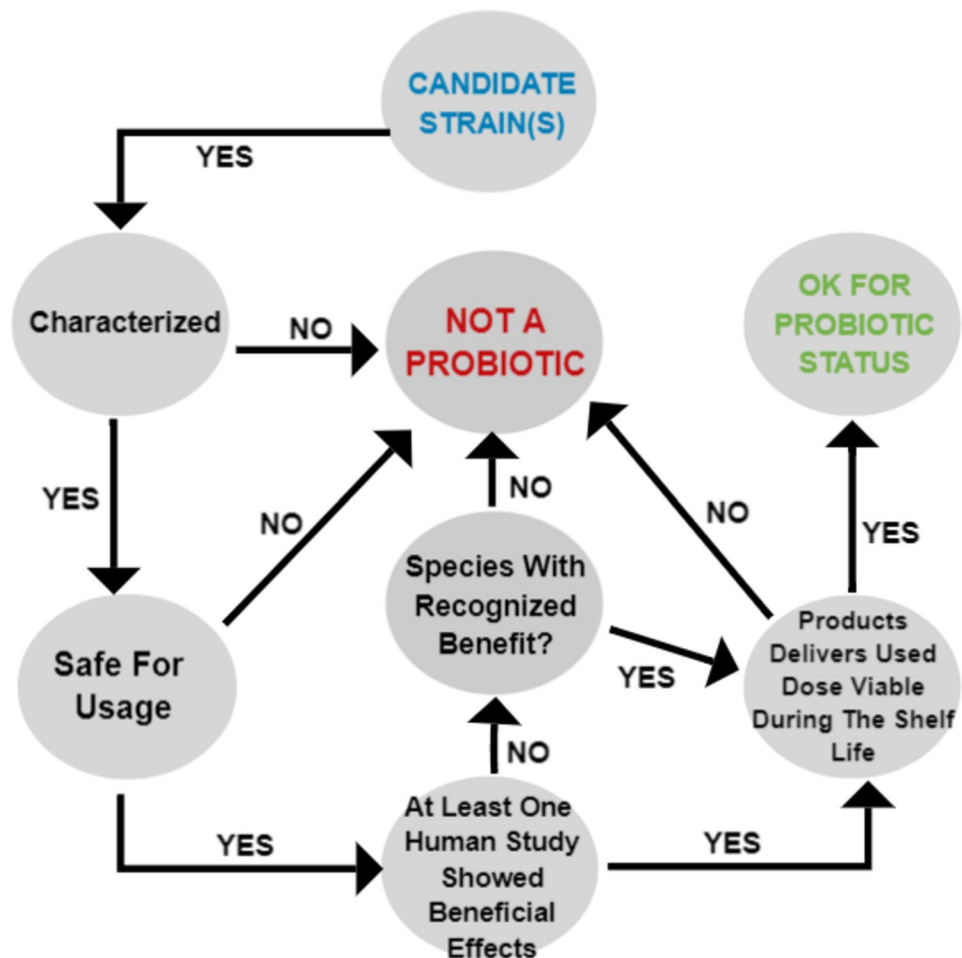 CANDIDATE
STRAIN(S)
YES
Characterized
NO
NOT A
PROBIOTIC
OK FOR
PROBIOTIC
STATUS
YES
NO
NO
NO
YES
Species With
Recognized
Benefit?
YES
Products
Delivers Used
Dose Viable
During The Shelf
Life
Safe For
Usage
NO
YES
At Least One
Human Study
Showed
Beneficial
Effects
YES